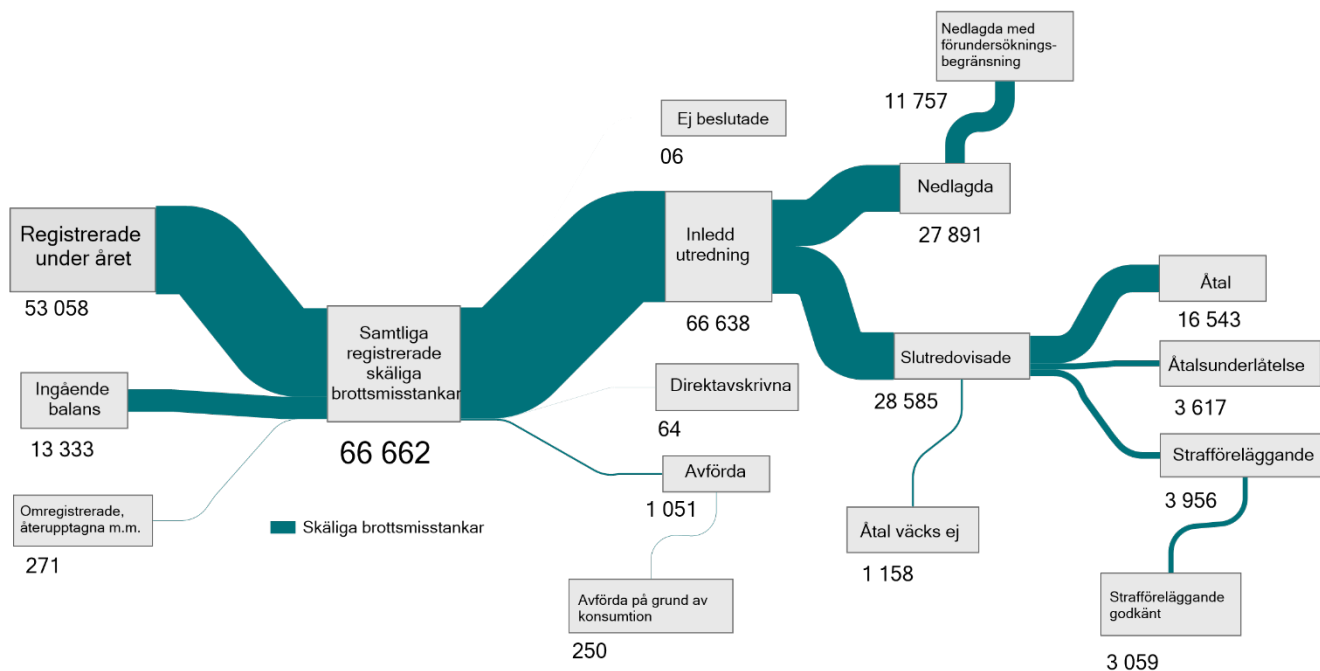 Registrerade
under året
53 058
Ingående
balans
13 333
Omregistrerade,
återupptagna m.m.
271
Samtliga
registrerade
skäliga
brottsmisstankar
66 662
Skäliga brottsmisstankar
Ej beslutade
06
Inledd
utredning
66 638
Direktavskrivna
64
Avförda
1 051
Avförda på grund av
konsumtion
250
Nedlagda med
förundersöknings-
begränsning
11 757
Nedlagda
27 891
Slutredovisade
28 585
Åtal väcks ej
1 158
Åtal
16 543
Åtalsunderlåtelse
3 617
Strafföreläggande
3 956
Strafföreläggande
godkänt
3 059